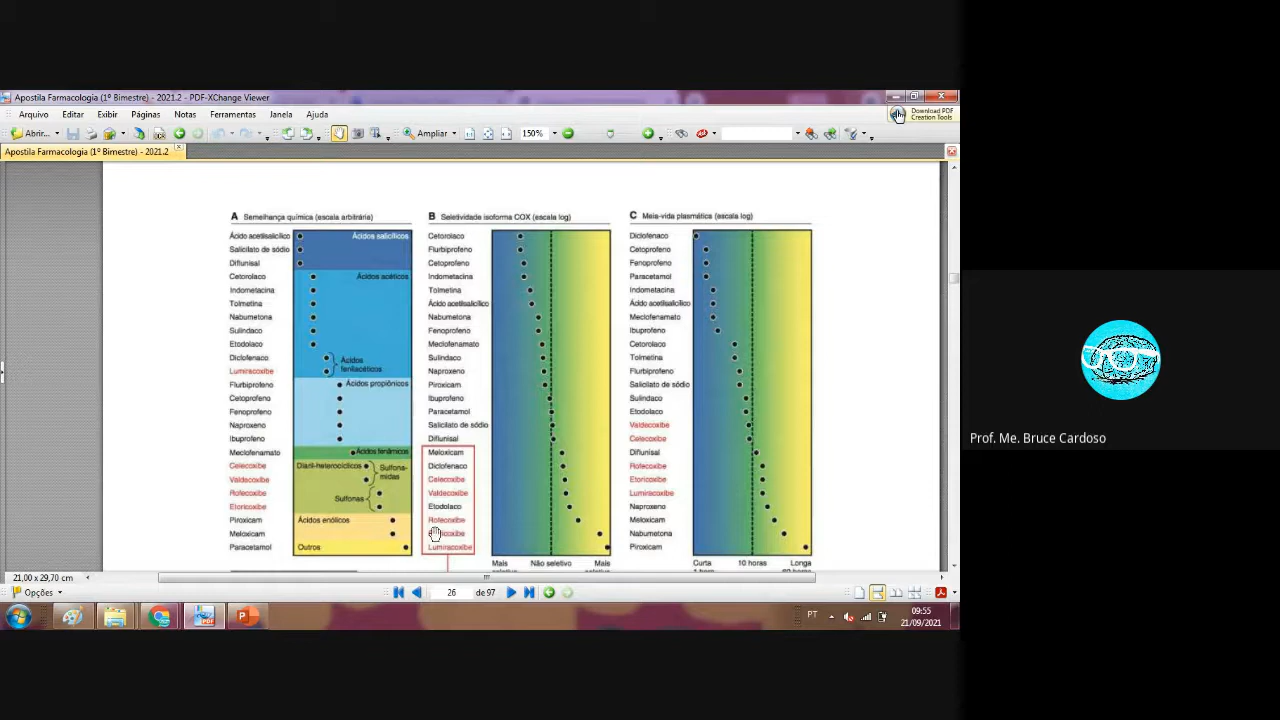 Apostila Farmacologia (1º Bimestre) - 2021.2 - PDF-XChange Viewer
Arquivo Editar Exibir Páginas Notas Ferramentas Janela Ajuda
Download PDF
Creation Tools
Abrir... Ampliar 150%
Apostila Farmacologia (1º Bimestre) - 2021.2
A Semelhança química (escala arbitrária)
Ácido acetilsalicílico Ácidos salicílicos
Salicilato de sódio
Diflunisal
Cetorolaco Ácidos acéticos
Indometacina
Tolmetina
Nabumetona
Sulindaco
Etodolaco
Diclofenaco Ácidos
Lumiracoxibe fenilacéticos
Flurbiprofeno Ácidos propiônicos
Cetoprofeno
Fenoprofeno
Naproxeno
Ibuprofeno
Meclofenamato Ácidos fenâmicos
Celecoxibe Diaril-heterocíclicos Sulfona-
Valdecoxibe midas
Rofecoxibe Sulfonas
Etoricoxibe
Piroxicam Ácidos enólicos
Meloxicam
Paracetamol Outros
B Seletividade isoforma COX (escala log)
Cetorolaco
Flurbiprofeno
Cetoprofeno
Indometacina
Tolmetina
Ácido acetilsalicílico
Nabumetona
Fenoprofeno
Meclofenamato
Sulindaco
Naproxeno
Piroxicam
Ibuprofeno
Paracetamol
Salicilato de sódio
Diflunisal
Meloxicam
Diclofenaco
Celecoxibe
Valdecoxibe
Etodolaco
Rofecoxibe
Lumiracoxibe
Mais Não seletivo Mais
C Meia-vida plasmática (escala log)
Diclofenaco
Cetoprofeno
Fenoprofeno
Paracetamol
Indometacina
Ácido acetilsalicílico
Meclofenamato
Ibuprofeno
Cetorolaco
Tolmetina
Flurbiprofeno
Salicilato de sódio
Sulindaco
Etodolaco
Valdecoxibe
Celecoxibe
Diflunisal
Rofecoxibe
Etoricoxibe
Lumiracoxibe
Naproxeno
Meloxicam
Nabumetona
Piroxicam
Curta 10 horas Longa
21,00 x 29,70 cm
Opções 26 de 97
PT 09:55
21/09/2021
Prof. Me. Bruce Cardoso